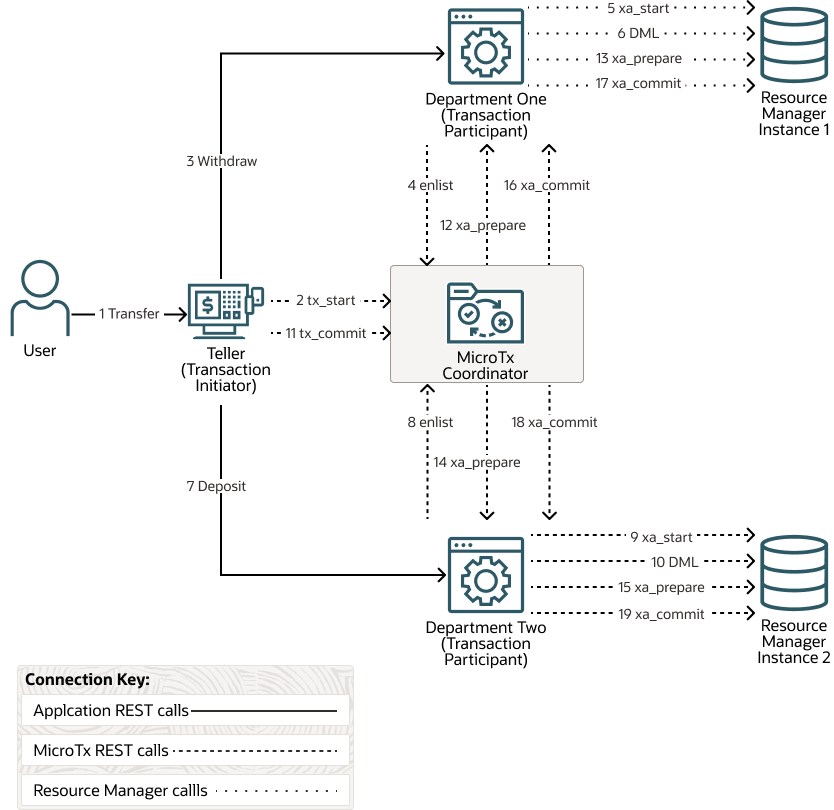 5 xa_start
6 DML
13 xa_prepare
17 xa_commit
Department One
(Transaction
Participant)
Resource
Manager
Instance 1
3 Withdraw
4 enlist
16 xa_commit
12 xa_prepare
1 Transfer
2 tx_start
11 tx_commit
User
Teller
(Transaction
Initiator)
$
MicroTx
Coordinator
8 enlist
18 xa_commit
14 xa_prepare
7 Deposit
9 xa_start
10 DML
15 xa_prepare
19 xa_commit
Department Two
(Transaction
Participant)
Resource
Manager
Instance 2
Connection Key:
Applcation REST calls
MicroTx REST calls
Resource Manager callls